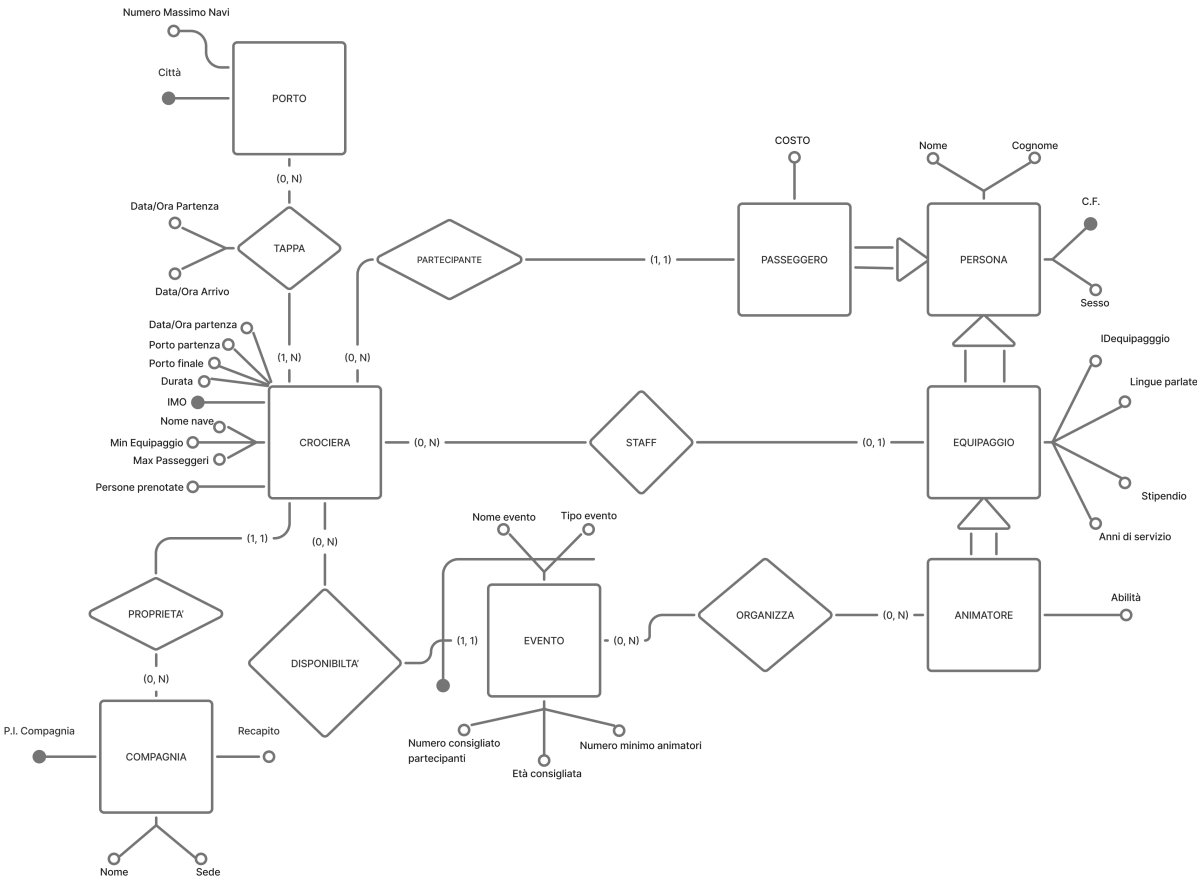 Numero Massimo Navi
Città
PORTO
(0, N)
Data/Ora Partenza
TAPPA
Data/Ora Arrivo
(1, N)
PARTECIPANTE
(0, N)
(1, 1)
COSTO
PASSEGGERO
Nome
Cognome
C.F.
PERSONA
Sesso
Data/Ora partenza
Porto partenza
Porto finale
Durata
IMO
Nome nave
Min Equipaggio
Max Passeggeri
Persone prenotate
CROCIERA
(0, N)
STAFF
(0, 1)
EQUIPAGGIO
IDequipagggio
Lingue parlate
Stipendio
Anni di servizio
(1, 1)
(0, N)
PROPRIETA'
(0, N)
DISPONIBILTA'
(1, 1)
Nome evento
Tipo evento
EVENTO
(0, N)
ORGANIZZA
(0, N)
ANIMATORE
Abilità
Numero consigliato
partecipanti
Età consigliata
Numero minimo animatori
P.I. Compagnia
COMPAGNIA
Recapito
Nome
Sede